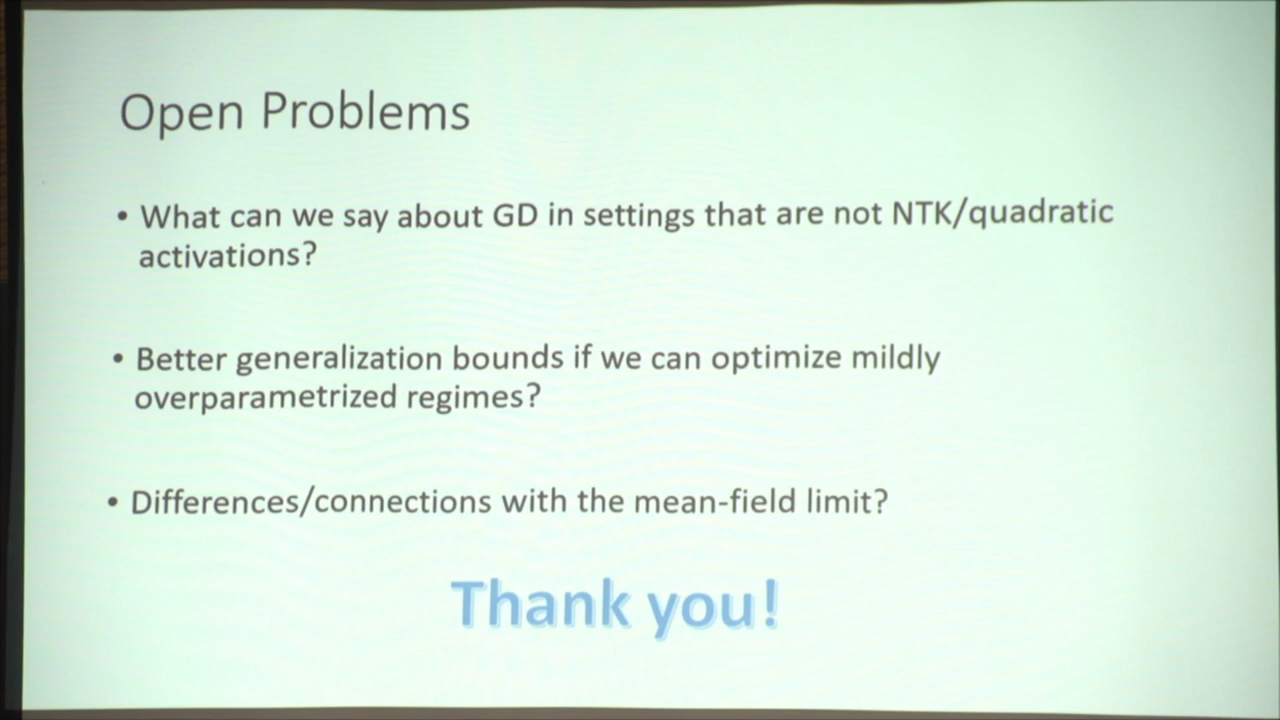 Open Problems
• What can we say about GD in settings that are not NTK/quadratic
activations?
• Better generalization bounds if we can optimize mildly
overparametrized regimes?
• Differences/connections with the mean-field limit?
Thank you!